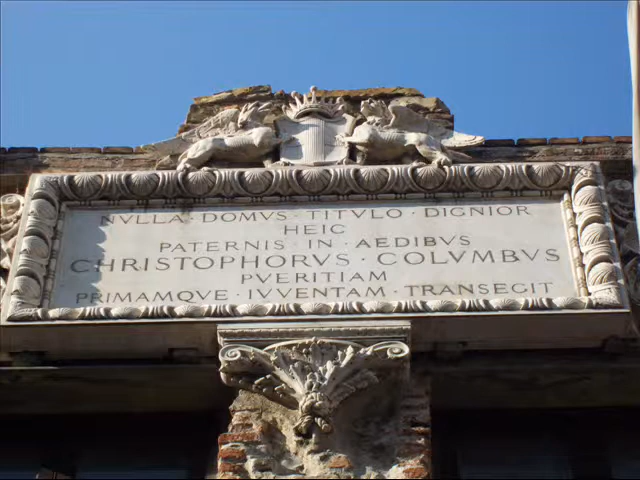 NVLLA · DOMVS · TITVLO · DIGNIOR
HEIC
PATERNIS · IN · AEDIBVS
CHRISTOPHORVS · COLVMBVS
PVERITIAM
PRIMAMQVE · IVVENTAM · TRANSEGIT